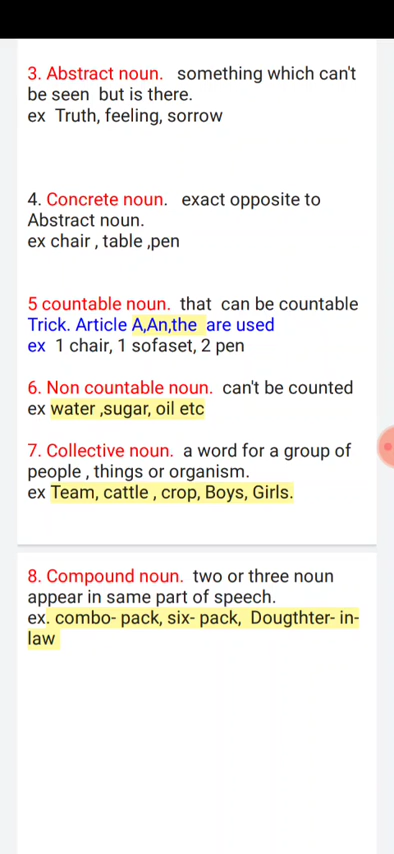 3. Abstract noun. something which can't
be seen but is there.
ex Truth, feeling, sorrow
4. Concrete noun. exact opposite to
Abstract noun.
ex chair , table ,pen
5 countable noun. that can be countable
Trick. Article A,An,the are used
ex 1 chair, 1 sofaset, 2 pen
6. Non countable noun. can't be counted
ex water ,sugar, oil etc
7. Collective noun. a word for a group of
people , things or organism.
ex Team, cattle , crop, Boys, Girls.
8. Compound noun. two or three noun
appear in same part of speech.
ex. combo- pack, six- pack, Dougthter- in-
law